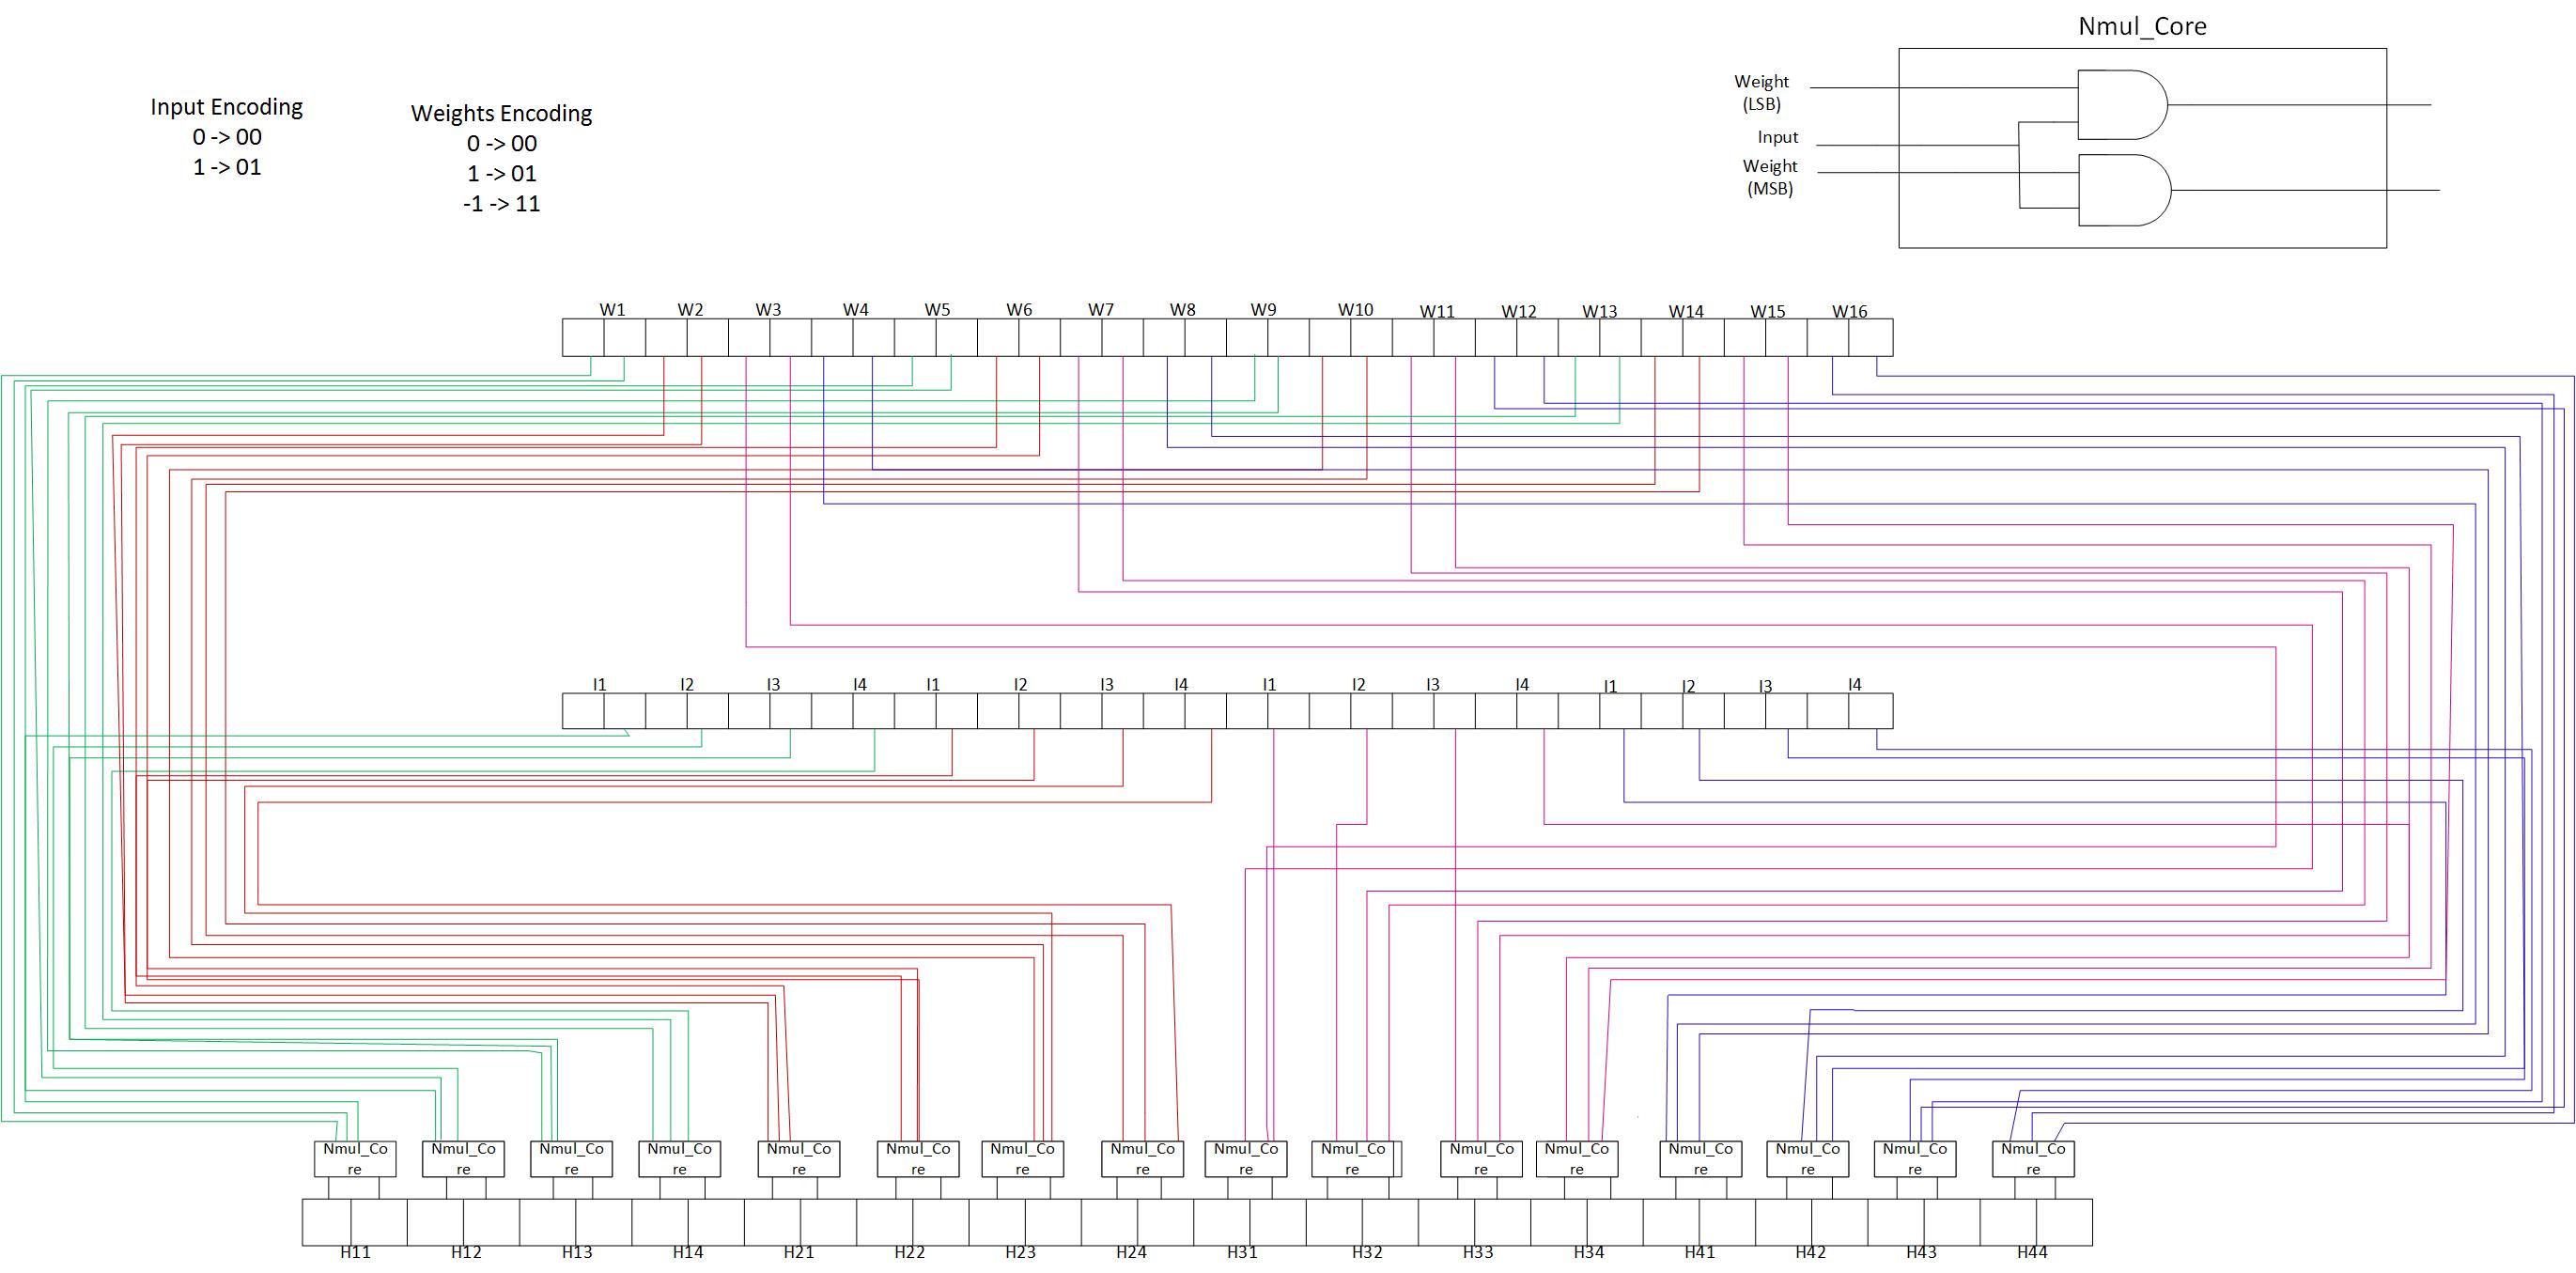 Nmul_Core
Weight
(LSB)
Input
Weight
(MSB)
Input Encoding
0 -> 00
1 -> 01
Weights Encoding
0 -> 00
1 -> 01
-1 -> 11
W1 W2 W3 W4 W5 W6 W7 W8 W9 W10 W11 W12 W13 W14 W15 W16
I1 I2 I3 I4 I1 I2 I3 I4 I1 I2 I3 I4 I1 I2 I3 I4
Nmul_Co Nmul_Co Nmul_Co Nmul_Co Nmul_Co Nmul_Co Nmul_Co Nmul_Co Nmul_Co Nmul_Co Nmul_Co Nmul_Co Nmul_Co Nmul_Co Nmul_Co Nmul_Co
re re re re re re re re re re re re re re re re
H11 H12 H13 H14 H21 H22 H23 H24 H31 H32 H33 H34 H41 H42 H43 H44